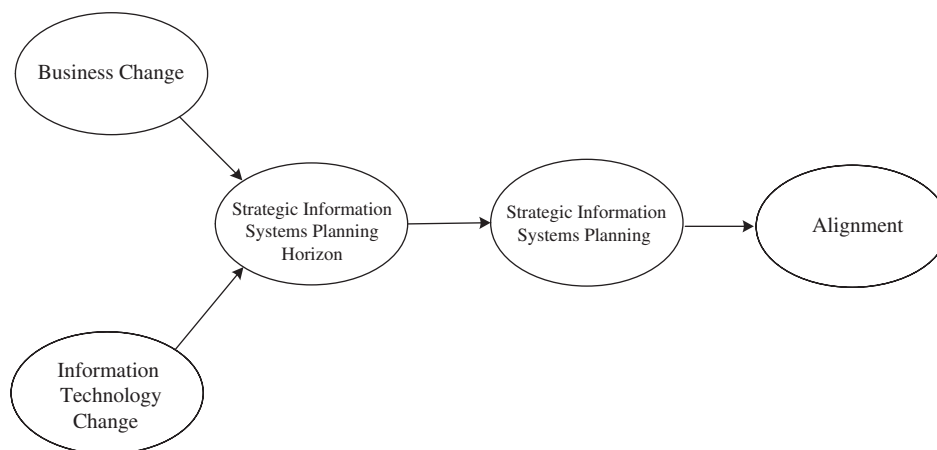 Business Change
Strategic Information
Systems Planning
Horizon
Strategic Information
Systems Planning
Alignment
Information
Technology
Change